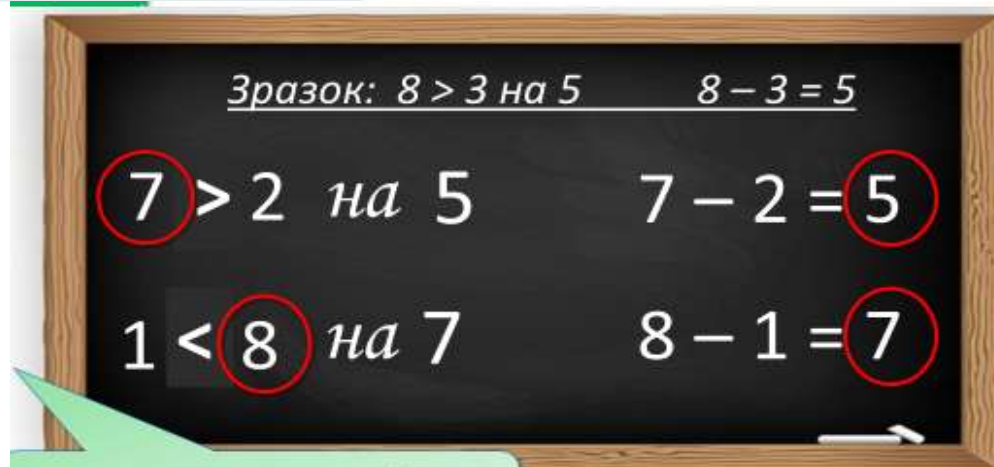 Зразок: 8 > 3 на 5 8 – 3 = 5
7 > 2 на 5 7 – 2 = 5
1 < 8 на 7 8 – 1 = 7